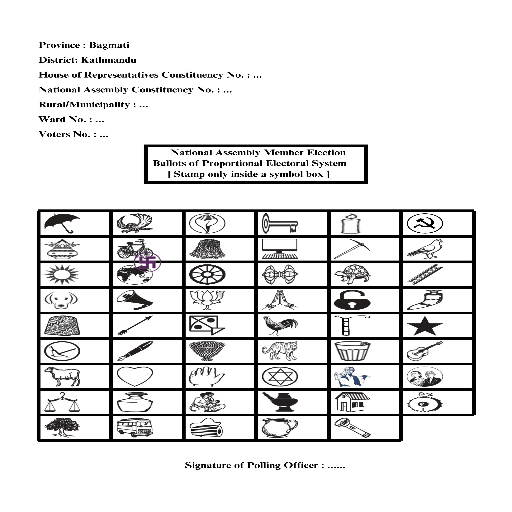 Province : Bagmati
District: Kathmandu
House of Representatives Constituency No. : ...
National Assembly Constituency No. : ...
Rural/Municipality : ...
Ward No. : ...
Voters No. : ...
National Assembly Member Election
Ballots of Proportional Electoral System
[ Stamp only inside a symbol box ]
Signature of Polling Officer : ......